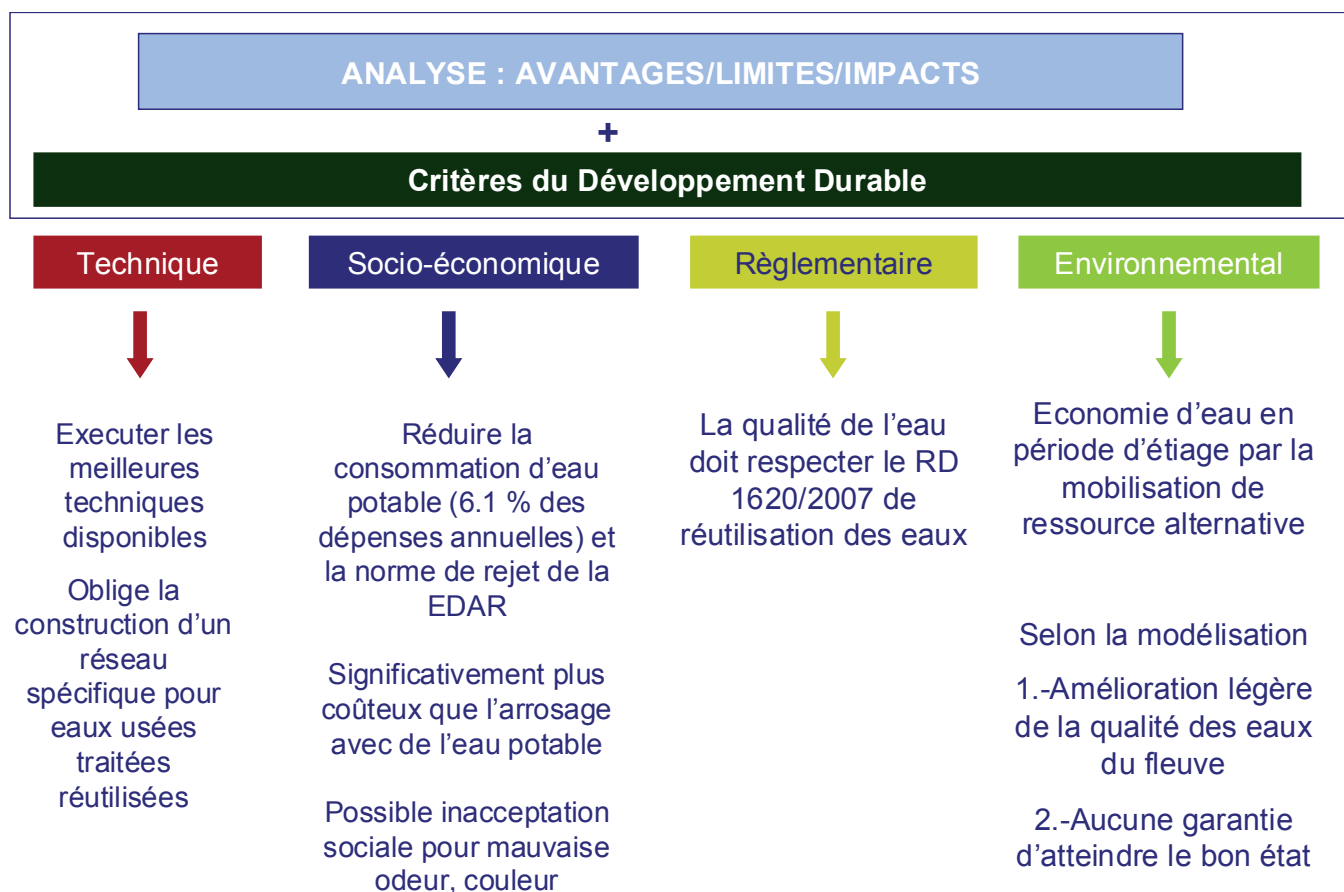 ANALYSE : AVANTAGES/LIMITES/IMPACTS
+
Critères du Développement Durable
Technique
Executer les
meilleures
techniques
disponibles
Oblige la
construction d’un
réseau
spécifique pour
eaux usées
traitées
réutilisées
Socio-économique
Réduire la
consommation d’eau
potable (6.1 % des
dépenses annuelles) et
la norme de rejet de la
EDAR
Significativement plus
coûteux que l’arrosage
avec de l’eau potable
Possible inacceptation
sociale pour mauvaise
odeur, couleur
Règlementaire
La qualité de l’eau
doit respecter le RD
1620/2007 de
réutilisation des eaux
Environnemental
Economie d’eau en
période d’étiage par la
mobilisation de
ressource alternative
Selon la modélisation
1.-Amélioration légère
de la qualité des eaux
du fleuve
2.-Aucune garantie
d’atteindre le bon état